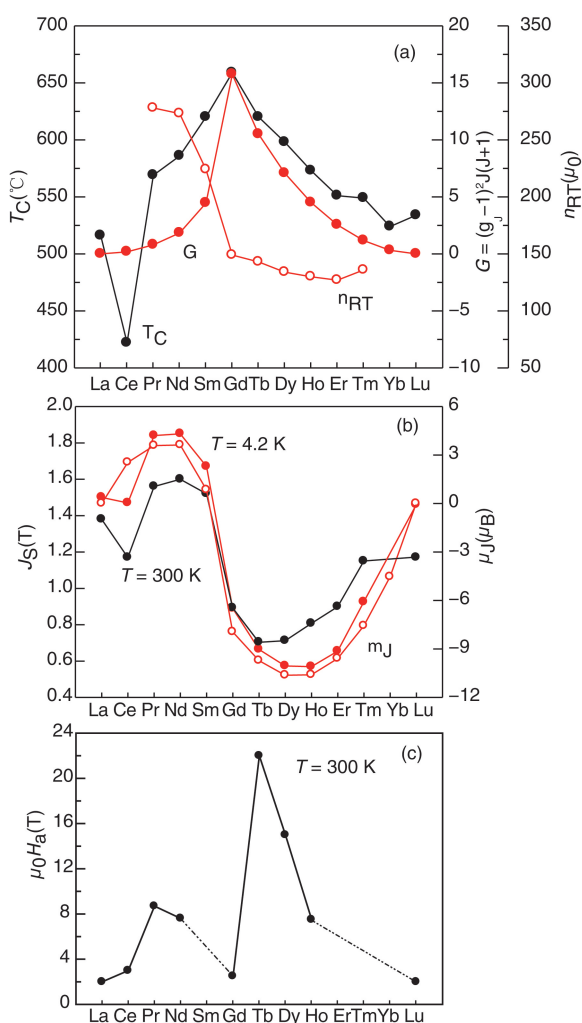 700
650
600
550
500
450
400
T_C(℃)
(a)
G
T_C
n_RT
20
15
10
5
0
−5
−10
G = (g_J−1)²J(J+1)
350
300
250
200
150
100
50
n_RT(μ_0)
La Ce Pr Nd Sm Gd Tb Dy Ho Er Tm Yb Lu
2.0
1.8
1.6
1.4
1.2
1.0
0.8
0.6
0.4
J_S(T)
(b)
T = 4.2 K
T = 300 K
m_J
6
3
0
−3
−6
−9
−12
μ_J(μ_B)
La Ce Pr Nd Sm Gd Tb Dy Ho Er Tm Yb Lu
24
22
16
12
8
4
0
μ_0H_a(T)
T = 300 K
(c)
La Ce Pr Nd Sm Gd Tb Dy Ho Er Tm Yb Lu